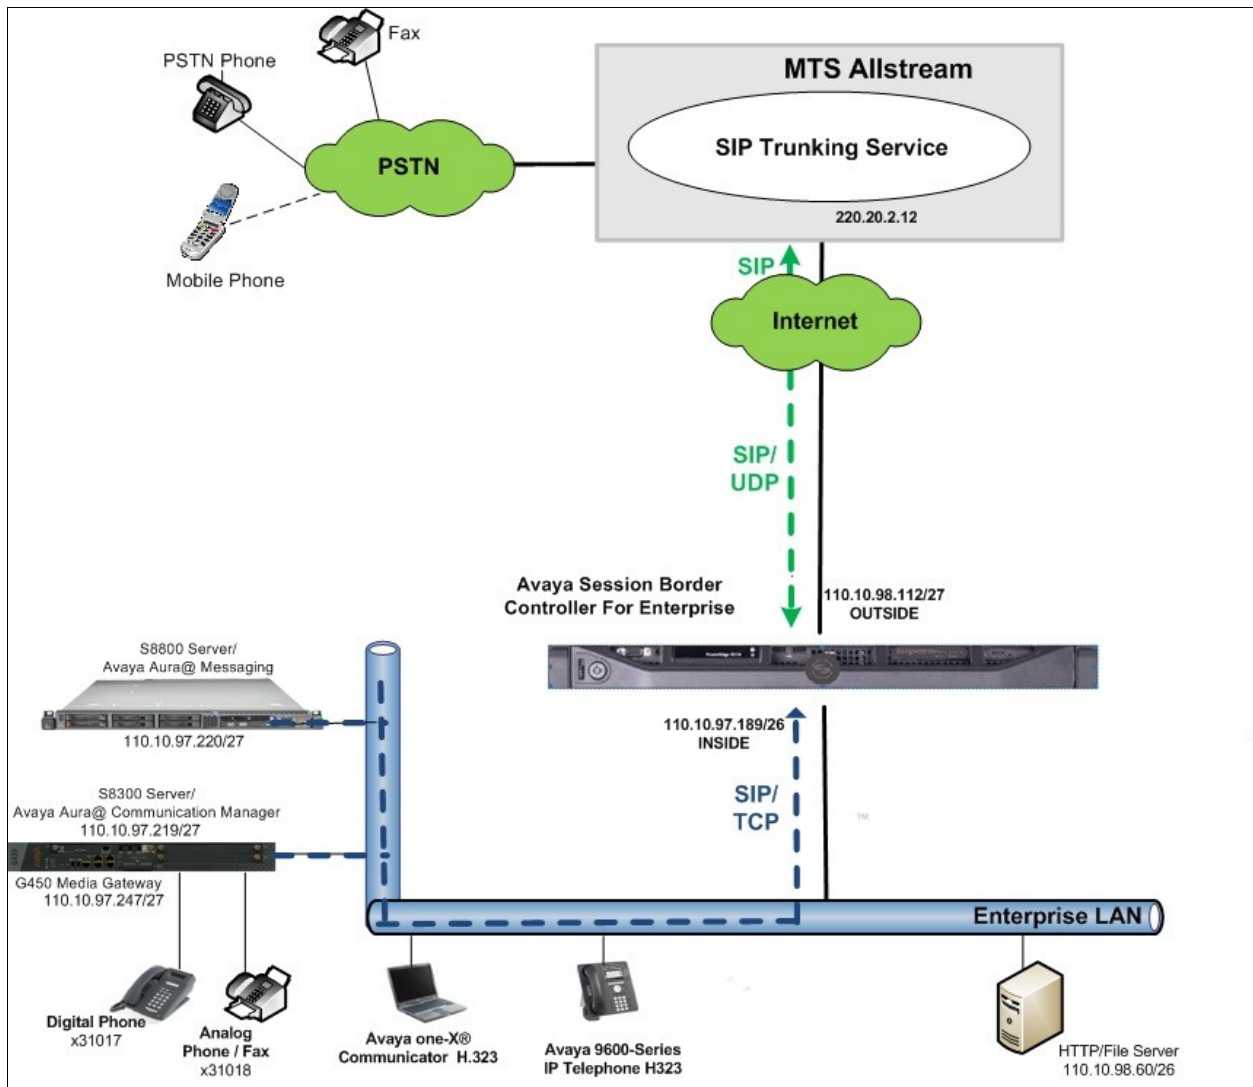 Fax
PSTN Phone
MTS Allstream
SIP Trunking Service
PSTN
220.20.2.12
Mobile Phone
SIP
Internet
SIP/
UDP
Avaya Session Border
Controller For Enterprise
110.10.98.112/27
OUTSIDE
S8800 Server/
Avaya Aura@ Messaging
110.10.97.220/27
110.10.97.189/26
INSIDE
SIP/
TCP
TM
S8300 Server/
Avaya Aura@ Communication Manager
110.10.97.219/27
G450 Media Gateway
110.10.97.247/27
Enterprise LAN
Digital Phone
x31017
Analog
Phone / Fax
x31018
Avaya one-X®
Communicator H.323
Avaya 9600-Series
IP Telephone H323
HTTP/File Server
110.10.98.60/26